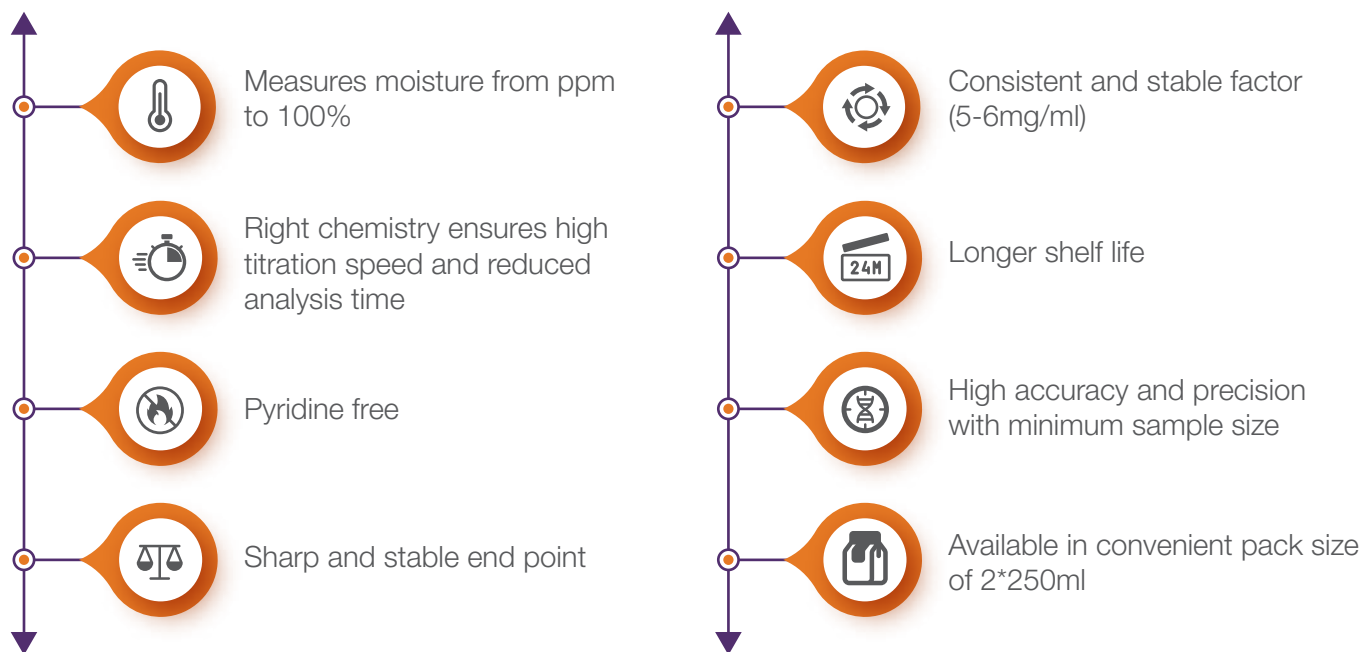 Measures moisture from ppm
to 100%
Right chemistry ensures high
titration speed and reduced
analysis time
Pyridine free
Sharp and stable end point
Consistent and stable factor
(5-6mg/ml)
24M
Longer shelf life
High accuracy and precision
with minimum sample size
Available in convenient pack size
of 2*250ml